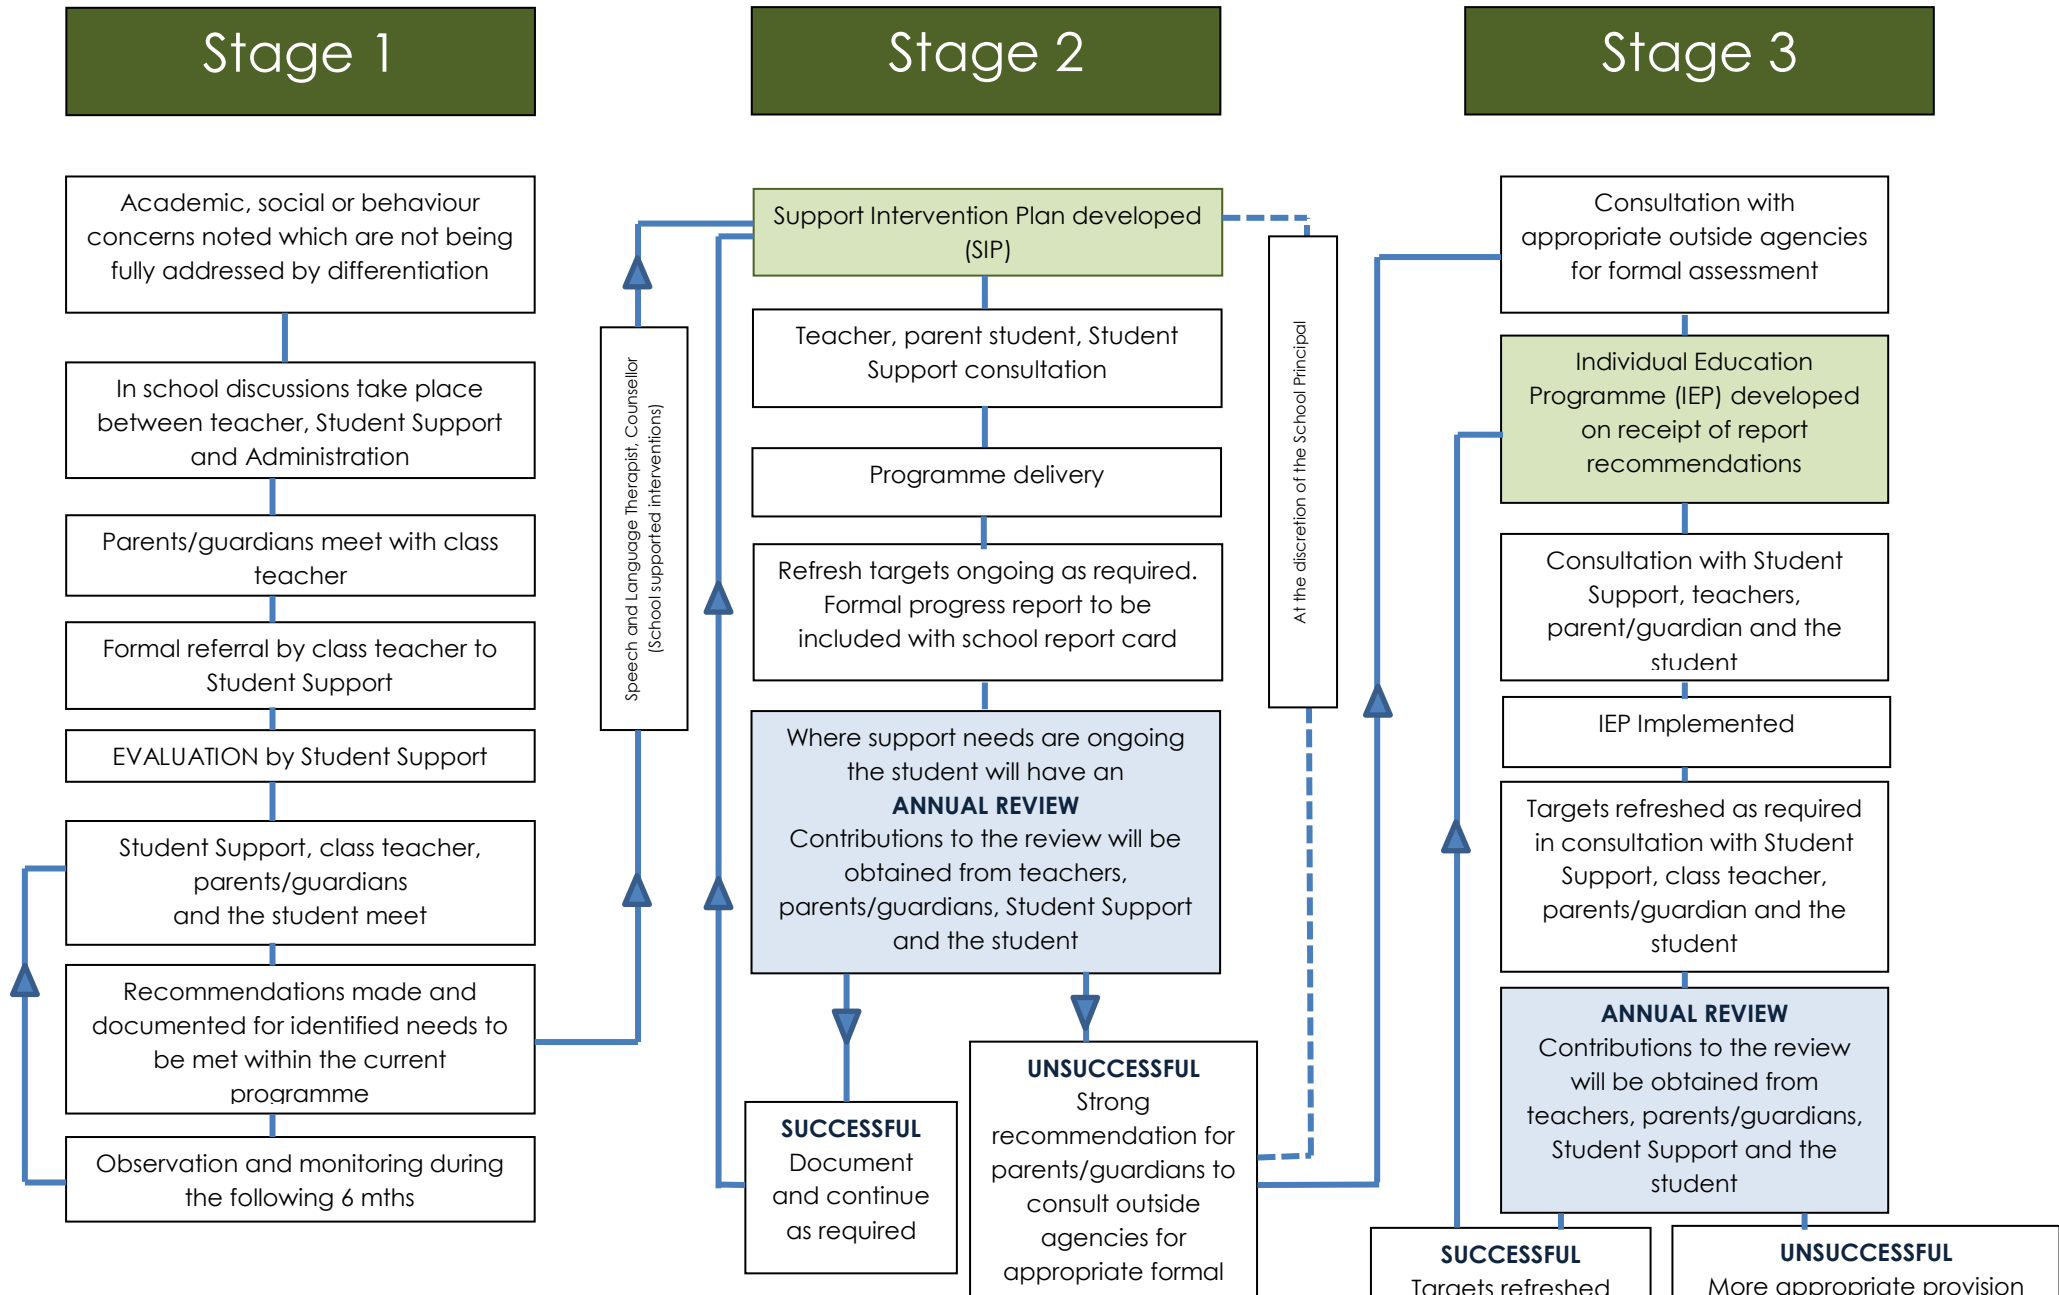 Stage 1
Academic, social or behaviour
concerns noted which are not being
fully addressed by differentiation
In school discussions take place
between teacher, Student Support
and Administration
Parents/guardians meet with class
teacher
Formal referral by class teacher to
Student Support
EVALUATION by Student Support
Student Support, class teacher,
parents/guardians
and the student meet
Recommendations made and
documented for identified needs to
be met within the current
programme
Observation and monitoring during
the following 6 mths
Speech and Language Therapist, Counsellor
(School supported interventions)
Stage 2
Support Intervention Plan developed
(SIP)
Teacher, parent student, Student
Support consultation
Programme delivery
Refresh targets ongoing as required.
Formal progress report to be
included with school report card
Where support needs are ongoing
the student will have an
ANNUAL REVIEW
Contributions to the review will be
obtained from teachers,
parents/guardians, Student Support
and the student
SUCCESSFUL
Document
and continue
as required
UNSUCCESSFUL
Strong
recommendation for
parents/guardians to
consult outside
agencies for
appropriate formal
At the discretion of the School Principal
Stage 3
Consultation with
appropriate outside agencies
for formal assessment
Individual Education
Programme (IEP) developed
on receipt of report
recommendations
Consultation with Student
Support, teachers,
parent/guardian and the
student
IEP Implemented
Targets refreshed as required
in consultation with Student
Support, class teacher,
parents/guardian and the
student
ANNUAL REVIEW
Contributions to the review
will be obtained from
teachers, parents/guardians,
Student Support and the
student
SUCCESSFUL
Targets refreshed
UNSUCCESSFUL
More appropriate provision